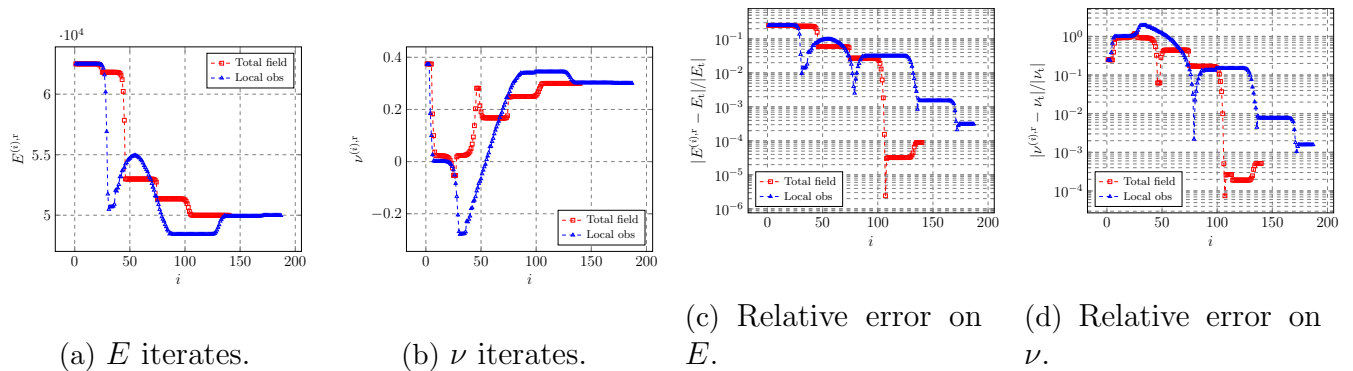 ·10⁴
6
5.5
5
E⁽ⁱ⁾,ʳ
0 50 100 150 200
i
Total field
Local obs
(a) E iterates.
0.4
0.2
0
−0.2
ν⁽ⁱ⁾,ʳ
0 50 100 150 200
i
Total field
Local obs
(b) ν iterates.
10⁻¹
10⁻²
10⁻³
10⁻⁴
10⁻⁵
10⁻⁶
|E⁽ⁱ⁾,ʳ − Eₜ|/|Eₜ|
0 50 100 150 200
i
Total field
Local obs
(c) Relative error on
E.
10⁰
10⁻¹
10⁻²
10⁻³
10⁻⁴
|ν⁽ⁱ⁾,ʳ − νₜ|/|νₜ|
0 50 100 150 200
i
Total field
Local obs
(d) Relative error on
ν.